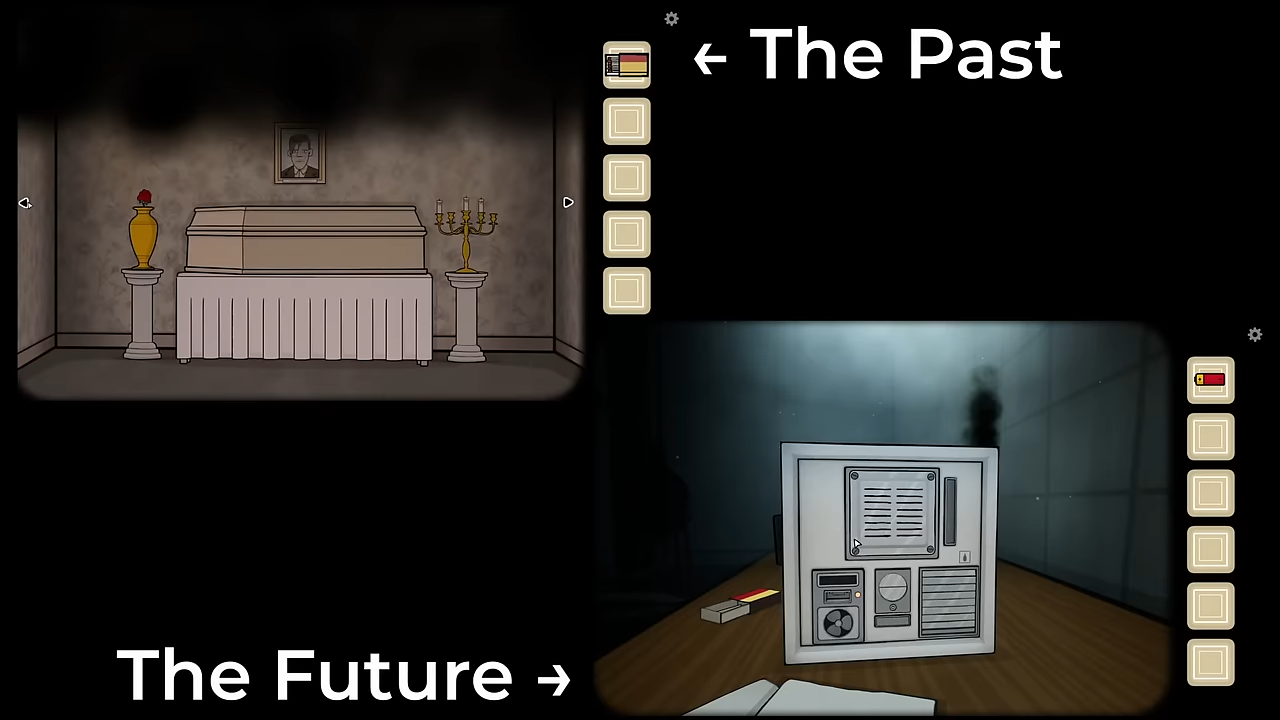 ← The Past
The Future →